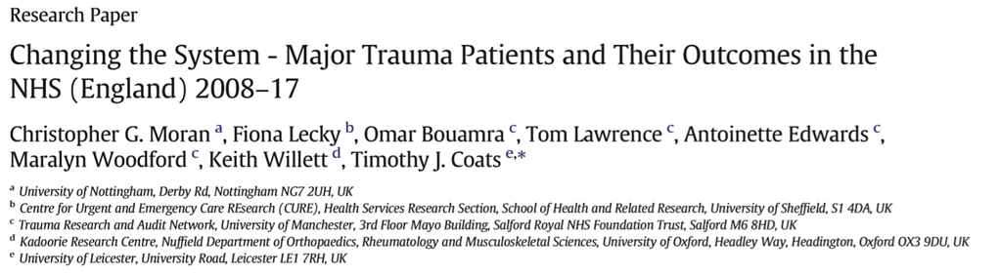 Research Paper
Changing the System - Major Trauma Patients and Their Outcomes in the
NHS (England) 2008–17
Christopher G. Moran a, Fiona Lecky b, Omar Bouamra c, Tom Lawrence c, Antoinette Edwards c,
Maralyn Woodford c, Keith Willett d, Timothy J. Coats e,*
a University of Nottingham, Derby Rd, Nottingham NG7 2UH, UK
b Centre for Urgent and Emergency Care REsearch (CURE), Health Services Research Section, School of Health and Related Research, University of Sheffield, S1 4DA, UK
c Trauma Research and Audit Network, University of Manchester, 3rd Floor Mayo Building, Salford Royal NHS Foundation Trust, Salford M6 8HD, UK
d Kadoorie Research Centre, Nuffield Department of Orthopaedics, Rheumatology and Musculoskeletal Sciences, University of Oxford, Headley Way, Headington, Oxford OX3 9DU, UK
e University of Leicester, University Road, Leicester LE1 7RH, UK